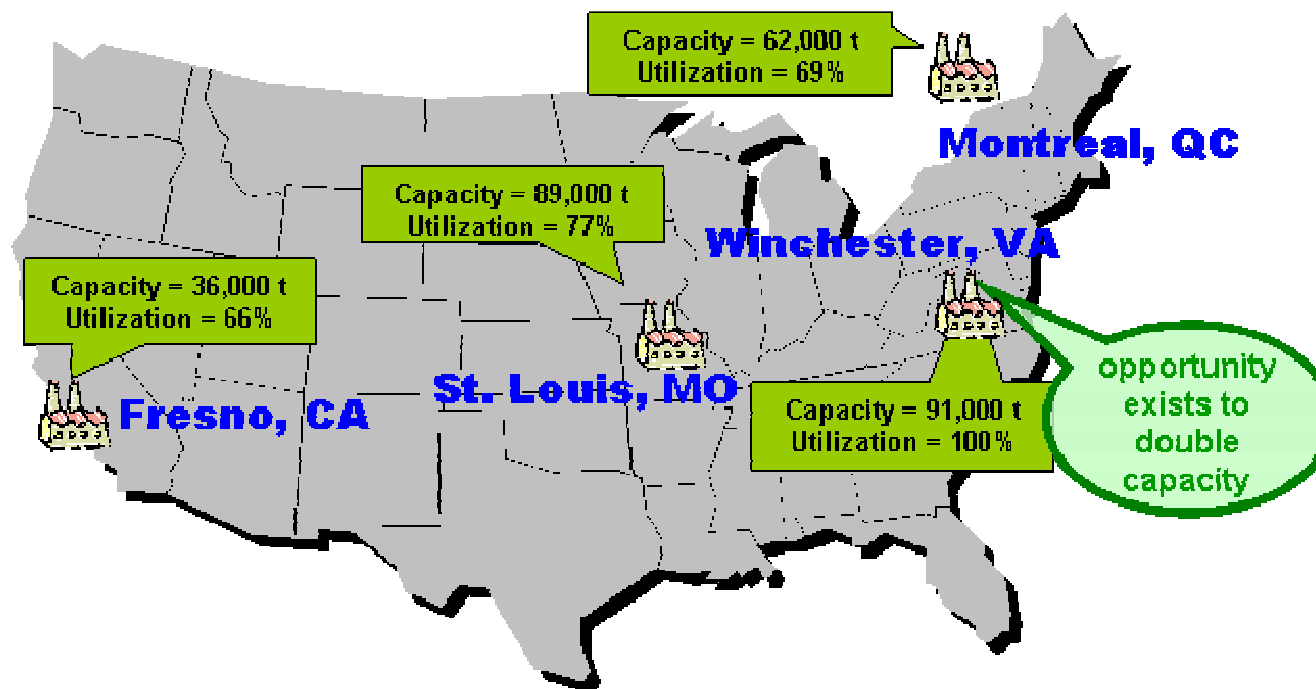 Capacity = 62,000 t
Utilization = 69%
Montreal, QC
Capacity = 89,000 t
Utilization = 77%
Winchester, VA
Capacity = 36,000 t
Utilization = 66%
St. Louis, MO
Fresno, CA
Capacity = 91,000 t
Utilization = 100%
opportunity
exists to
double
capacity